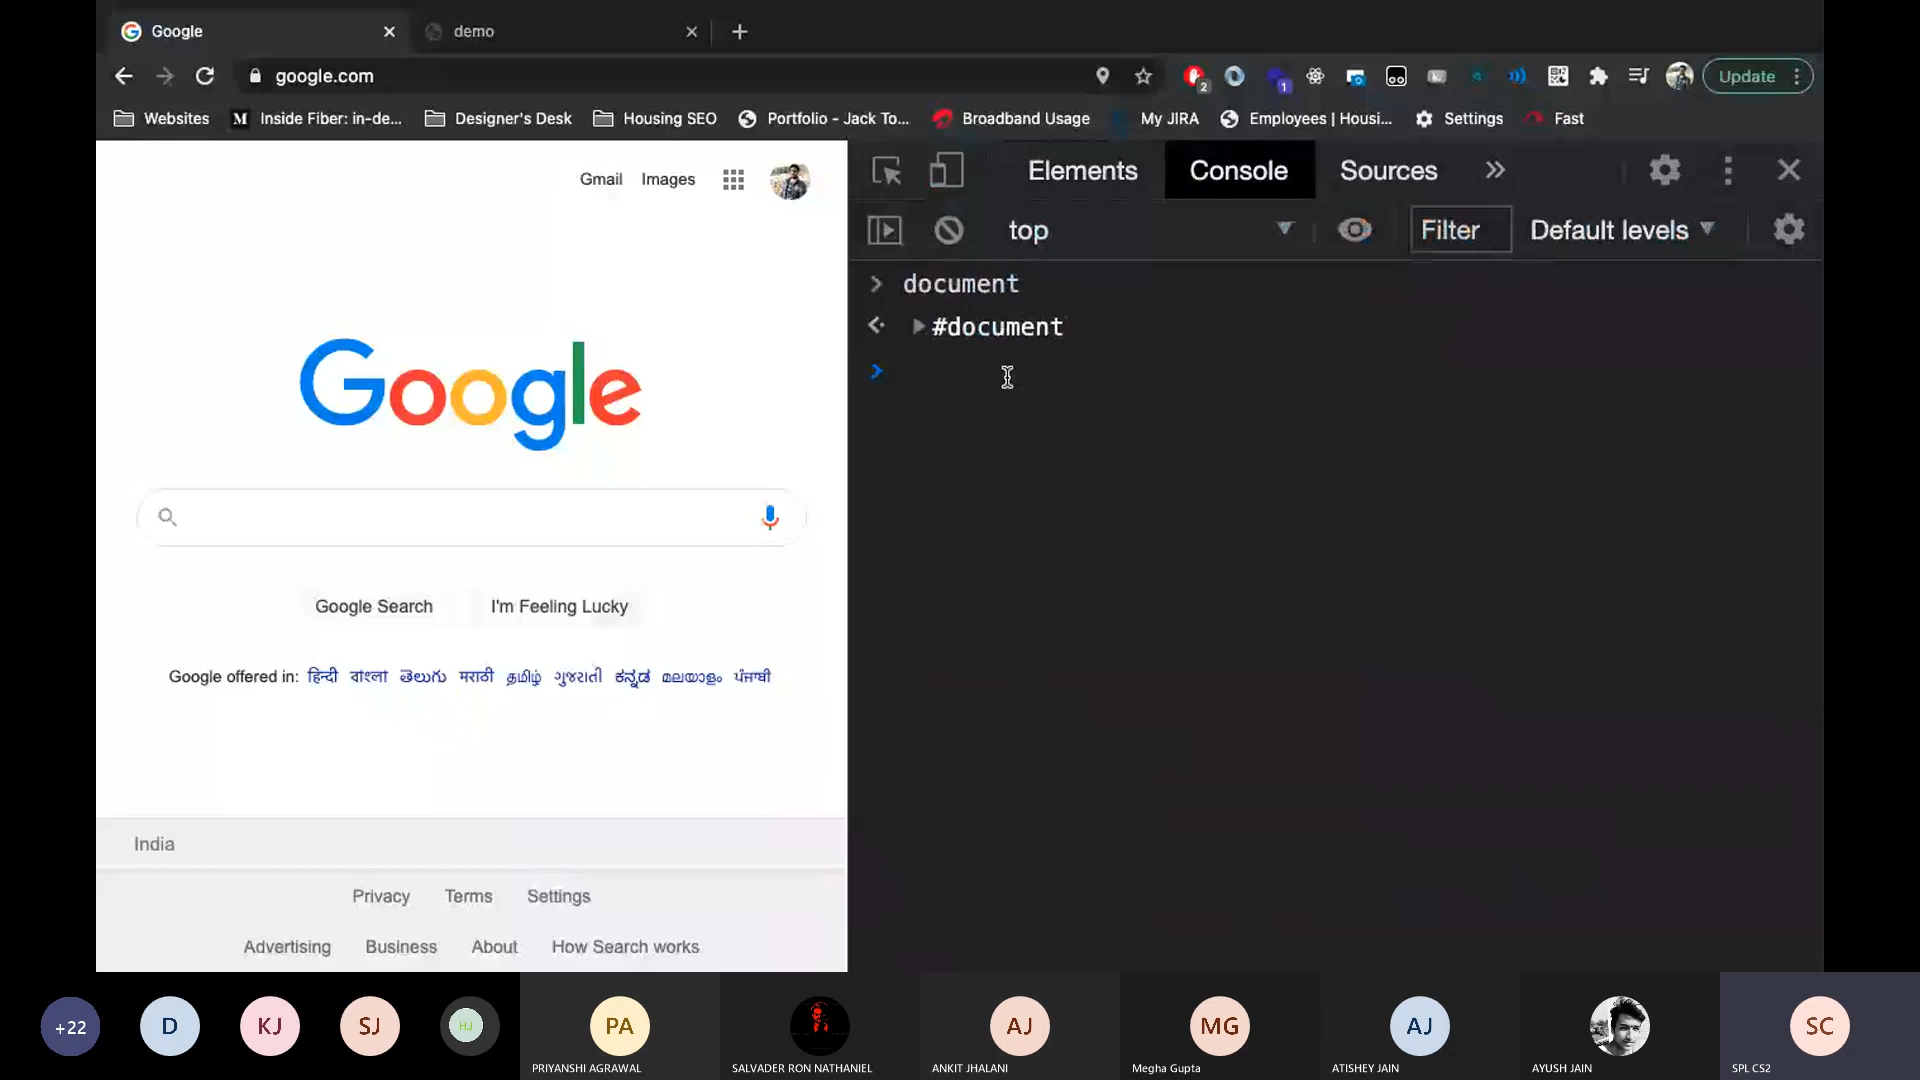 Google
demo
google.com
2
1
Update
Websites
M Inside Fiber: in-de...
Designer's Desk
Housing SEO
Portfolio - Jack To...
Broadband Usage
My JIRA
Employees | Housi...
Settings
Fast
Gmail Images
Elements Console Sources
top Filter Default levels
document
#document
Google
Google Search I'm Feeling Lucky
Google offered in: हिन्दी বাংলা తెలుగు मराठी தமிழ் ગુજરાતી ಕನ್ನಡ മലയാളം ਪੰਜਾਬੀ
India
Privacy Terms Settings
Advertising Business About How Search works
+22 D KJ SJ HJ PA AJ MG AJ SC
PRIYANSHI AGRAWAL SALVADER RON NATHANIEL ANKIT JHALANI Megha Gupta ATISHEY JAIN AYUSH JAIN SPL CS2